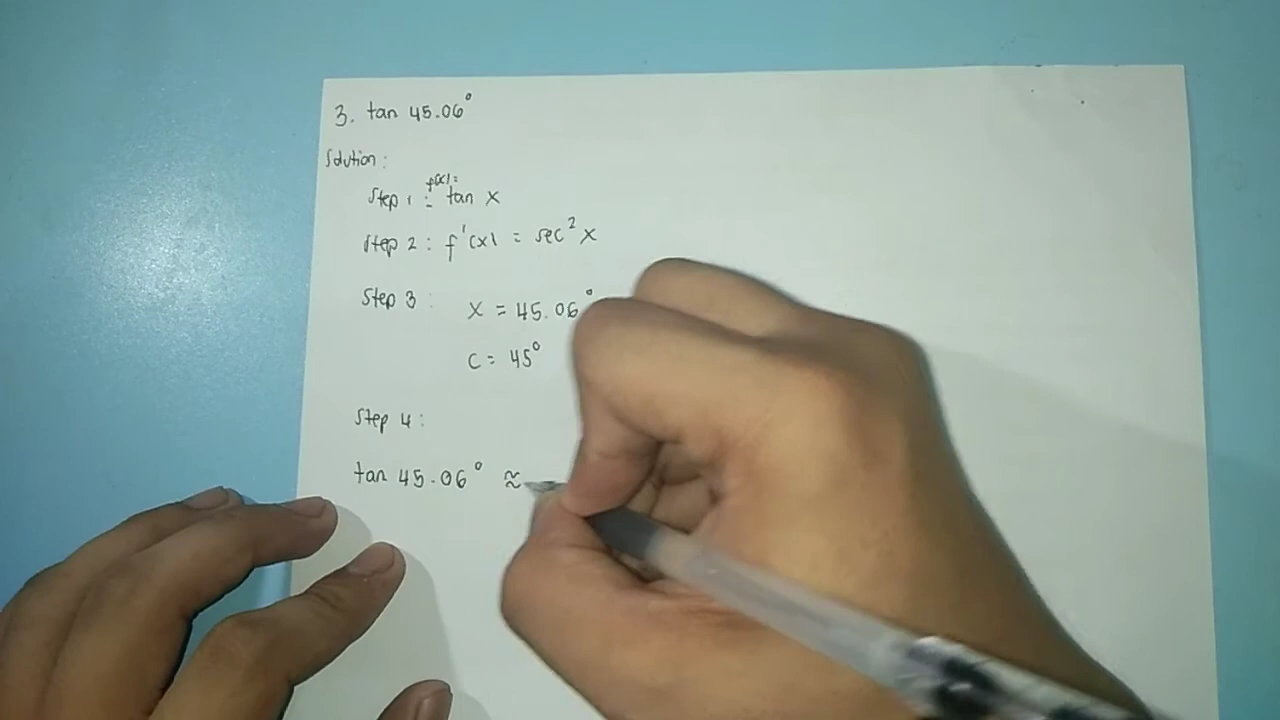 3. tan 45.06°
Solution:
f(x)=
Step 1: tan x
Step 2: f'(x) = sec² x
Step 3: x = 45.06°
c = 45°
Step 4:
tan 45.06° ≈